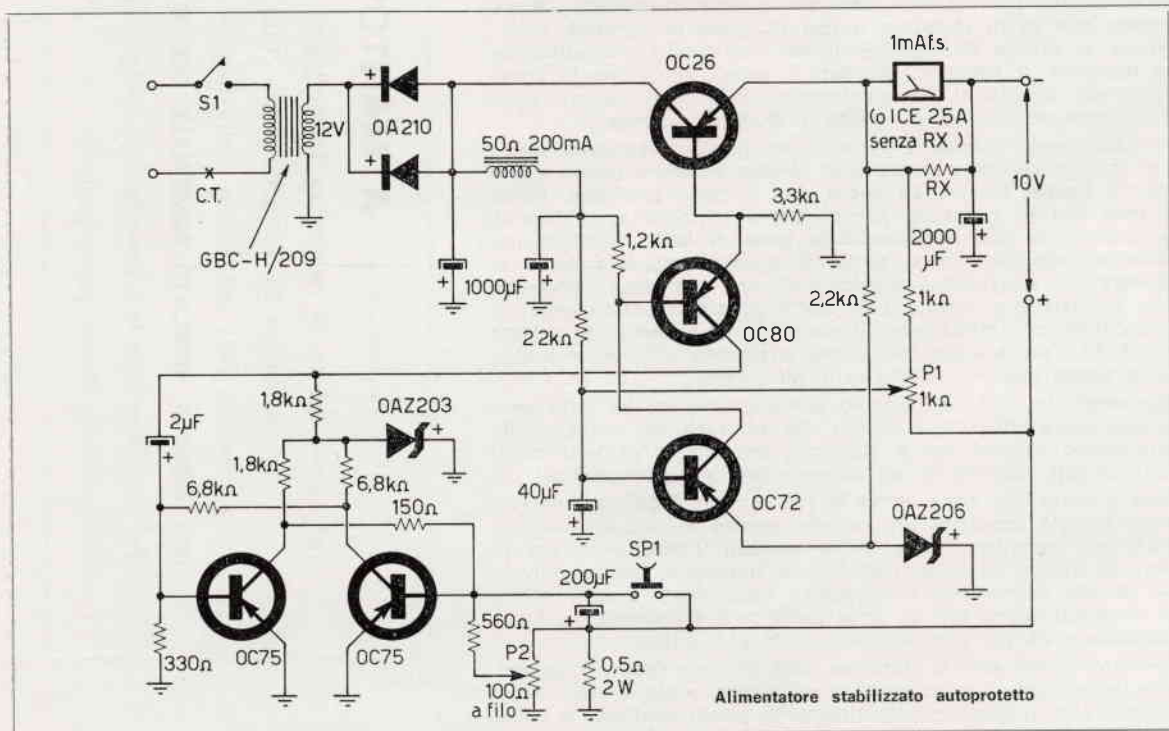 S1
C.T.
12V
GBC-H/209
OA210
50Ω 200mA
OC26
1mAf.s.
(o ICE 2,5A
senza RX )
RX
10V
-
+
3,3kΩ
1000µF
1,2kΩ
2 2kΩ
OC80
2000
µF
2,2kΩ
1kΩ
P1
1kΩ
1,8kΩ
OAZ203
2µF
1,8kΩ
6,8kΩ
6,8kΩ
150Ω
40µF
OC72
OAZ206
SP1
200µF
330Ω
OC75
OC75
560Ω
P2
100Ω
a filo
0,5Ω
2W
Alimentatore stabilizzato autoprotetto